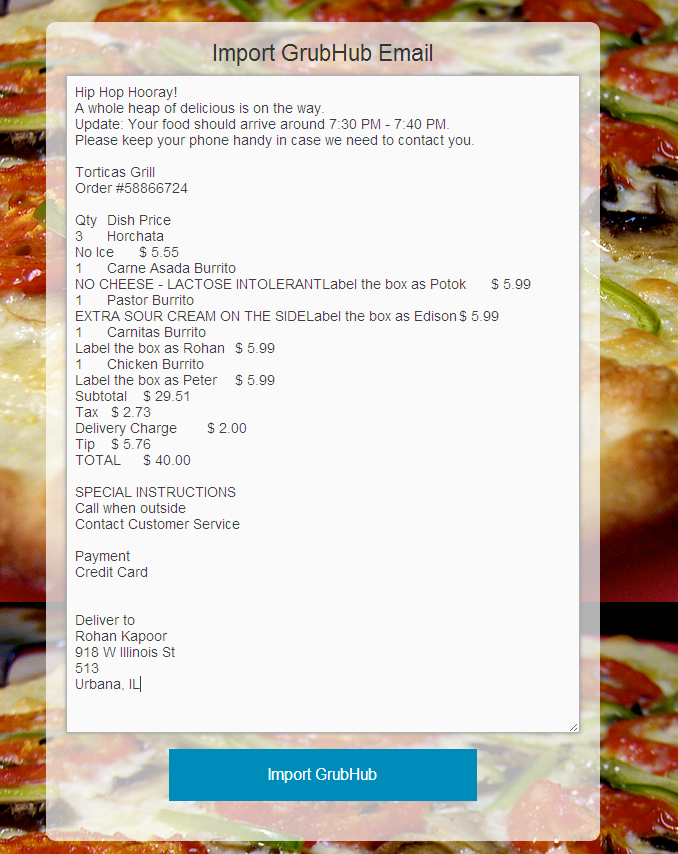 Import GrubHub Email
Hip Hop Hooray!
A whole heap of delicious is on the way.
Update: Your food should arrive around 7:30 PM - 7:40 PM.
Please keep your phone handy in case we need to contact you.
Torticas Grill
Order #58866724
Qty Dish Price
3 Horchata
No Ice $ 5.55
1 Carne Asada Burrito
NO CHEESE - LACTOSE INTOLERANTLabel the box as Potok $ 5.99
1 Pastor Burrito
EXTRA SOUR CREAM ON THE SIDELabel the box as Edison $ 5.99
1 Carnitas Burrito
Label the box as Rohan $ 5.99
1 Chicken Burrito
Label the box as Peter $ 5.99
Subtotal $ 29.51
Tax $ 2.73
Delivery Charge $ 2.00
Tip $ 5.76
TOTAL $ 40.00
SPECIAL INSTRUCTIONS
Call when outside
Contact Customer Service
Payment
Credit Card
Deliver to
Rohan Kapoor
918 W Illinois St
513
Urbana, IL
Import GrubHub